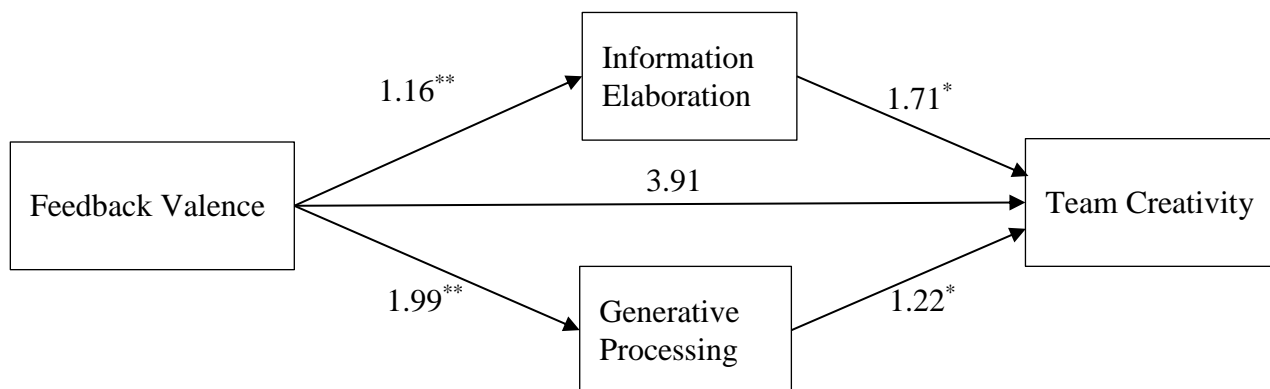 Information
Elaboration
1.16**
1.71*
Feedback Valence
3.91
Team Creativity
1.99**
Generative
Processing
1.22*